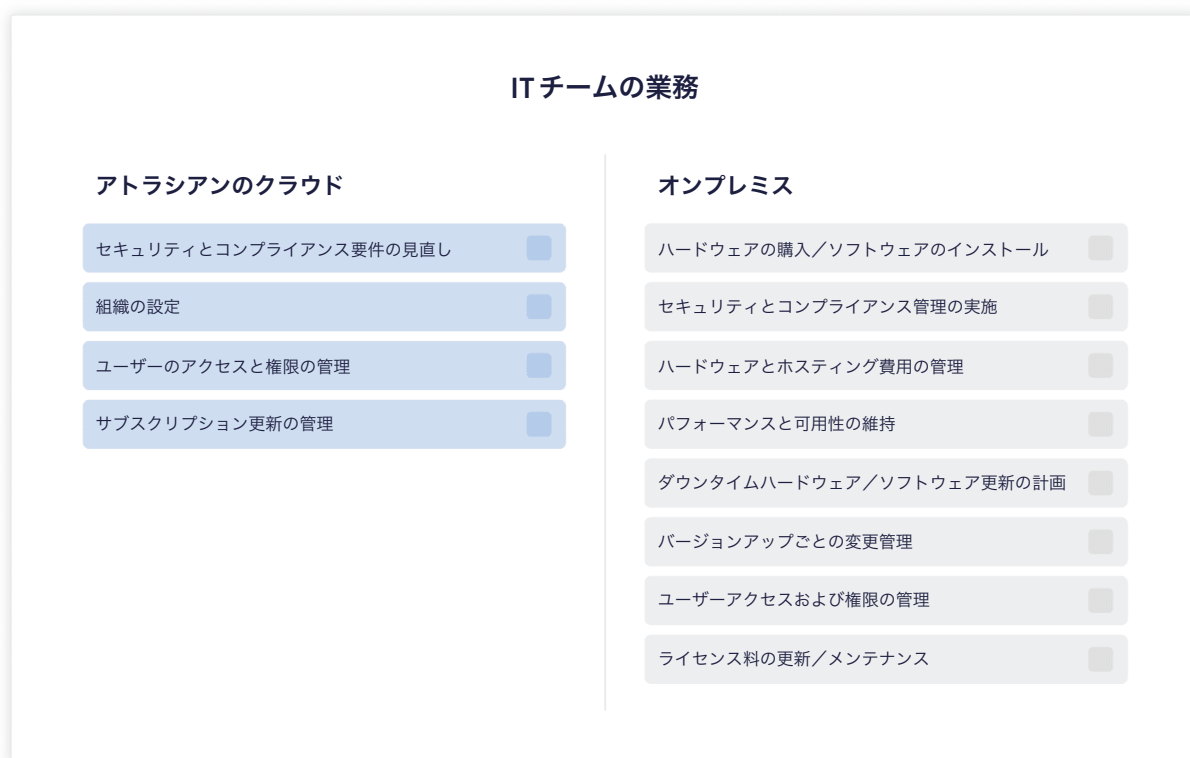 ITチームの業務
アトラシアンのクラウド
セキュリティとコンプライアンス要件の見直し
組織の設定
ユーザーのアクセスと権限の管理
サブスクリプション更新の管理
オンプレミス
ハードウェアの購入／ソフトウェアのインストール
セキュリティとコンプライアンス管理の実施
ハードウェアとホスティング費用の管理
パフォーマンスと可用性の維持
ダウンタイムハードウェア／ソフトウェア更新の計画
バージョンアップごとの変更管理
ユーザーアクセスおよび権限の管理
ライセンス料の更新／メンテナンス